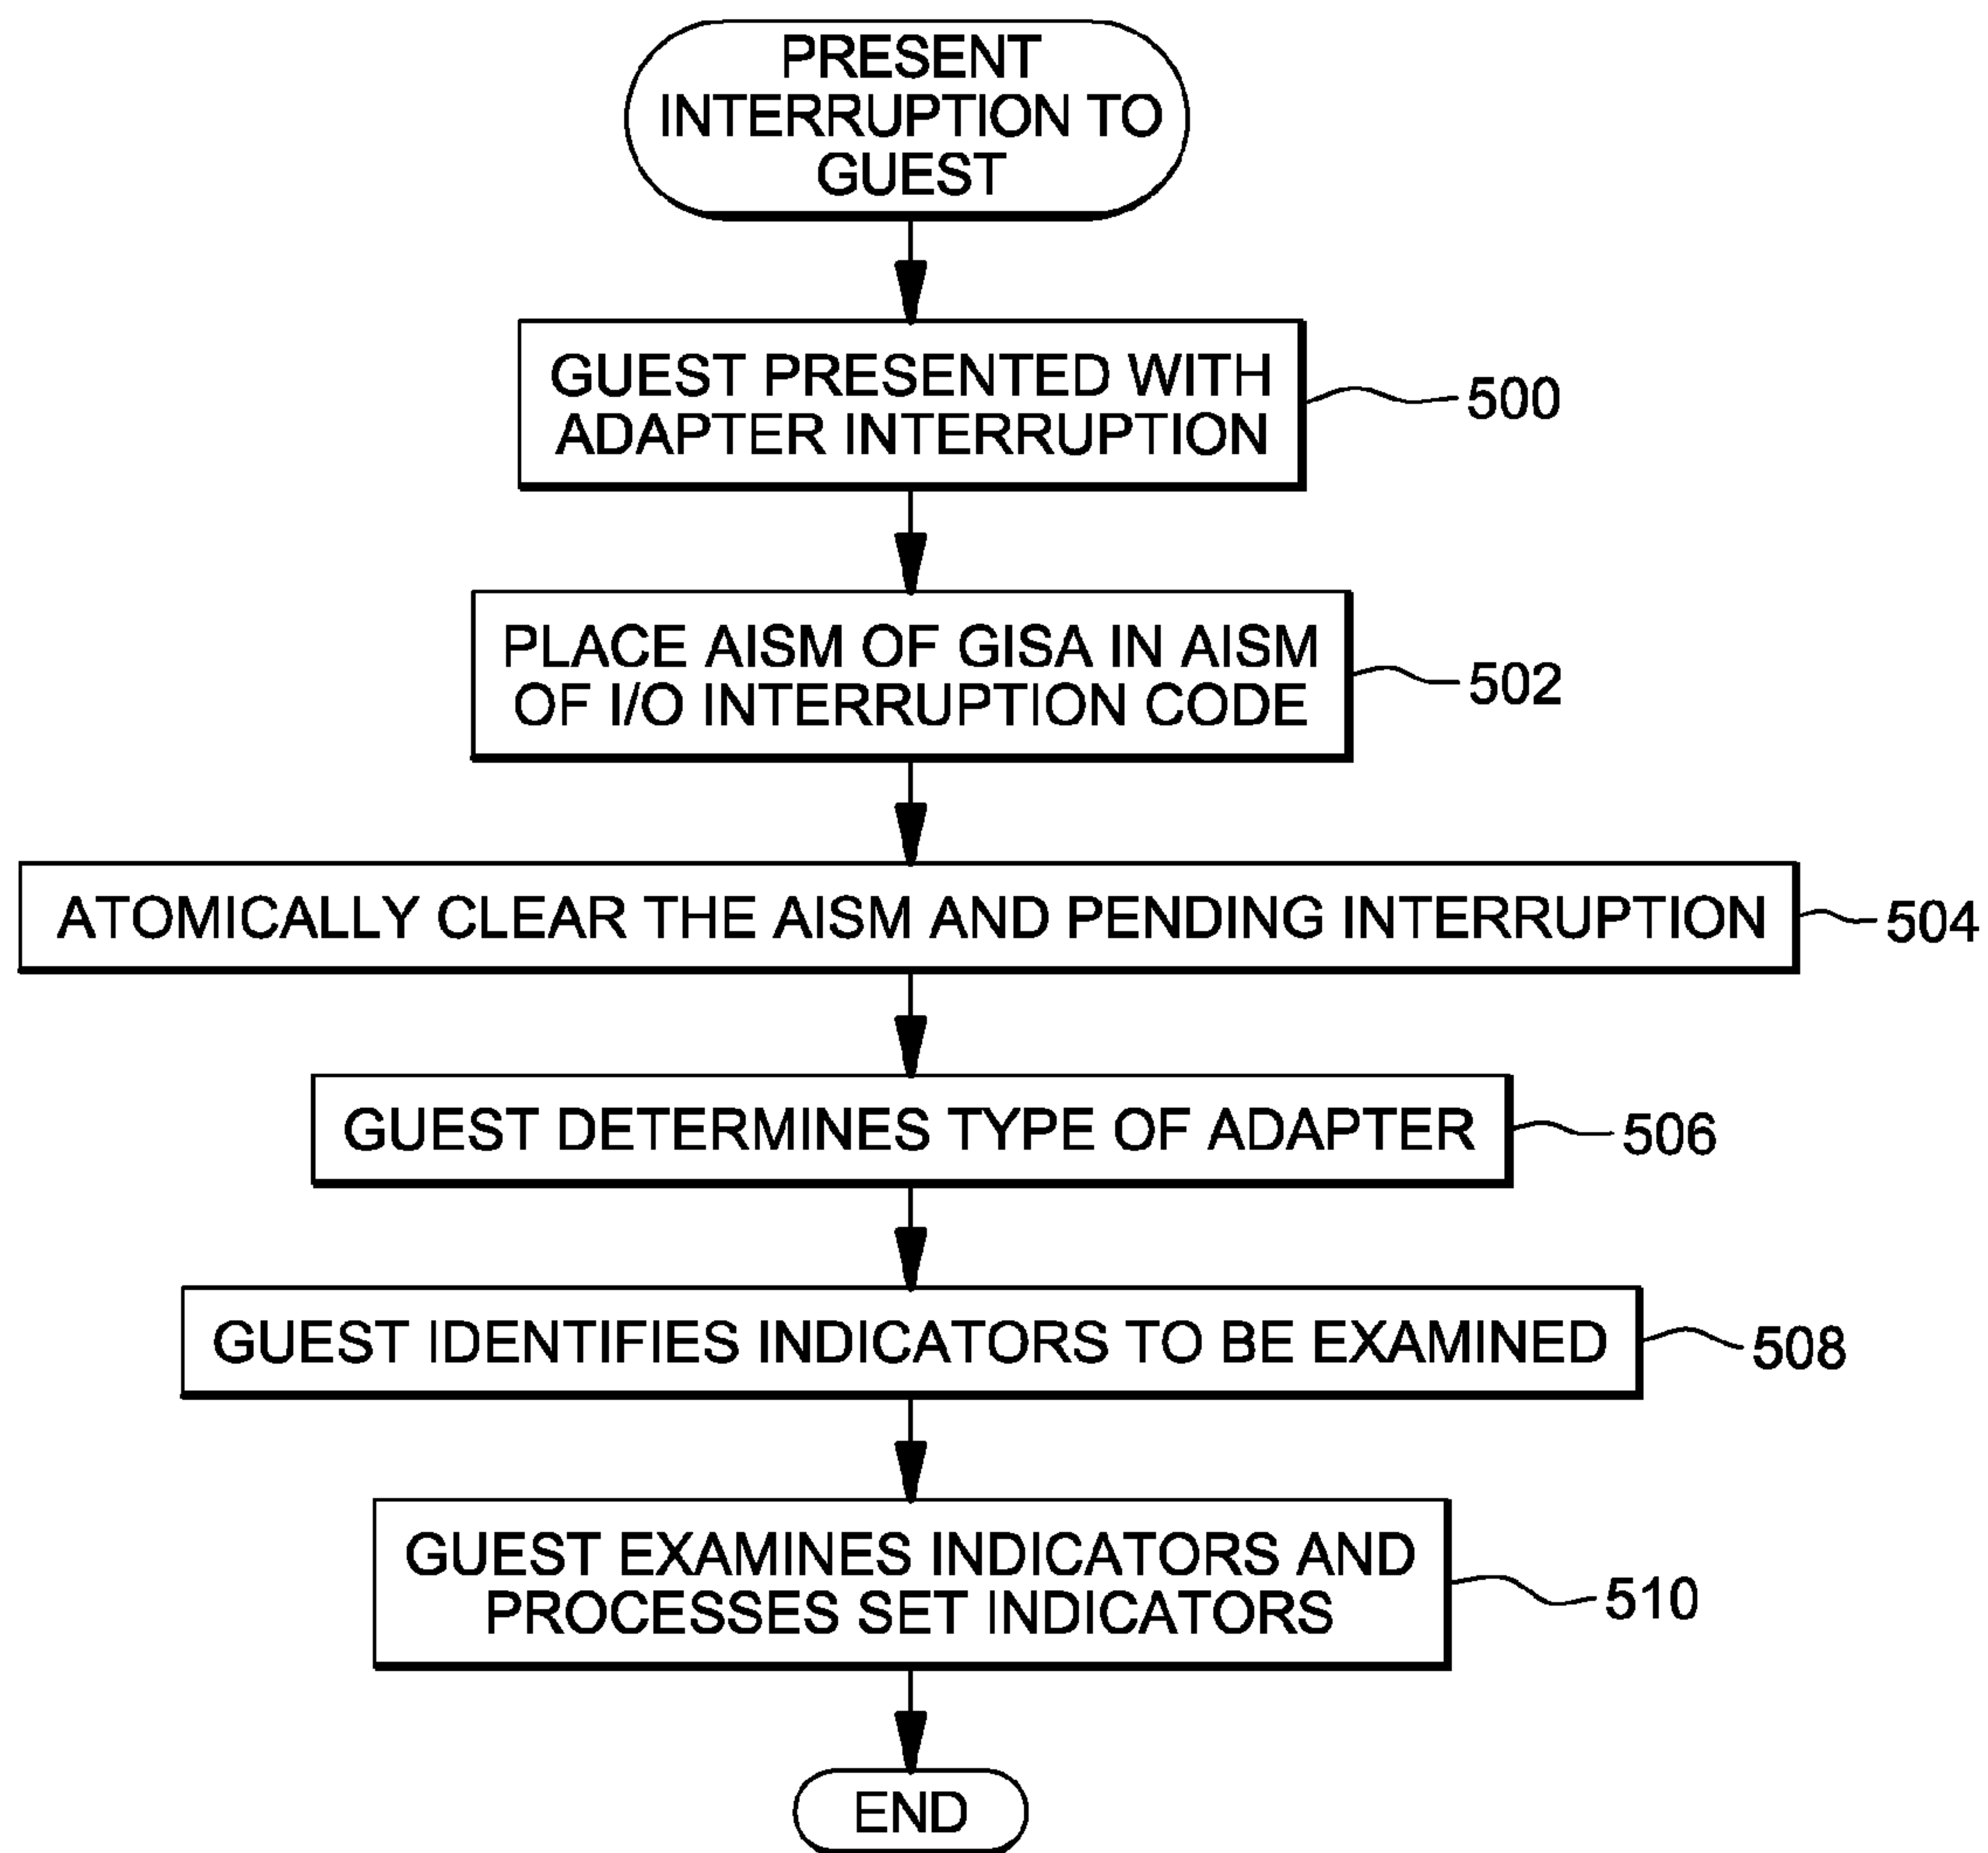 PRESENT
INTERRUPTION TO
GUEST
GUEST PRESENTED WITH
ADAPTER INTERRUPTION
500
PLACE AISM OF GISA IN AISM
OF I/O INTERRUPTION CODE
502
ATOMICALLY CLEAR THE AISM AND PENDING INTERRUPTION
504
GUEST DETERMINES TYPE OF ADAPTER
506
GUEST IDENTIFIES INDICATORS TO BE EXAMINED
508
GUEST EXAMINES INDICATORS AND
PROCESSES SET INDICATORS
510
END